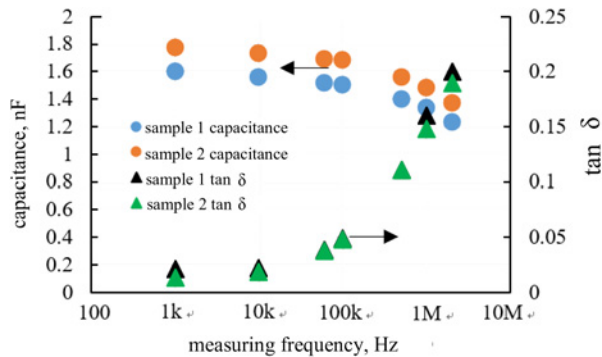 2
1.8
1.6
1.4
1.2
1
0.8
0.6
0.4
0.2
0
capacitance, nF
sample 1 capacitance
sample 2 capacitance
sample 1 tan δ
sample 2 tan δ
0.25
0.2
0.15
0.1
0.05
0
tan δ
100 1k 10k 100k 1M 10M
measuring frequency, Hz